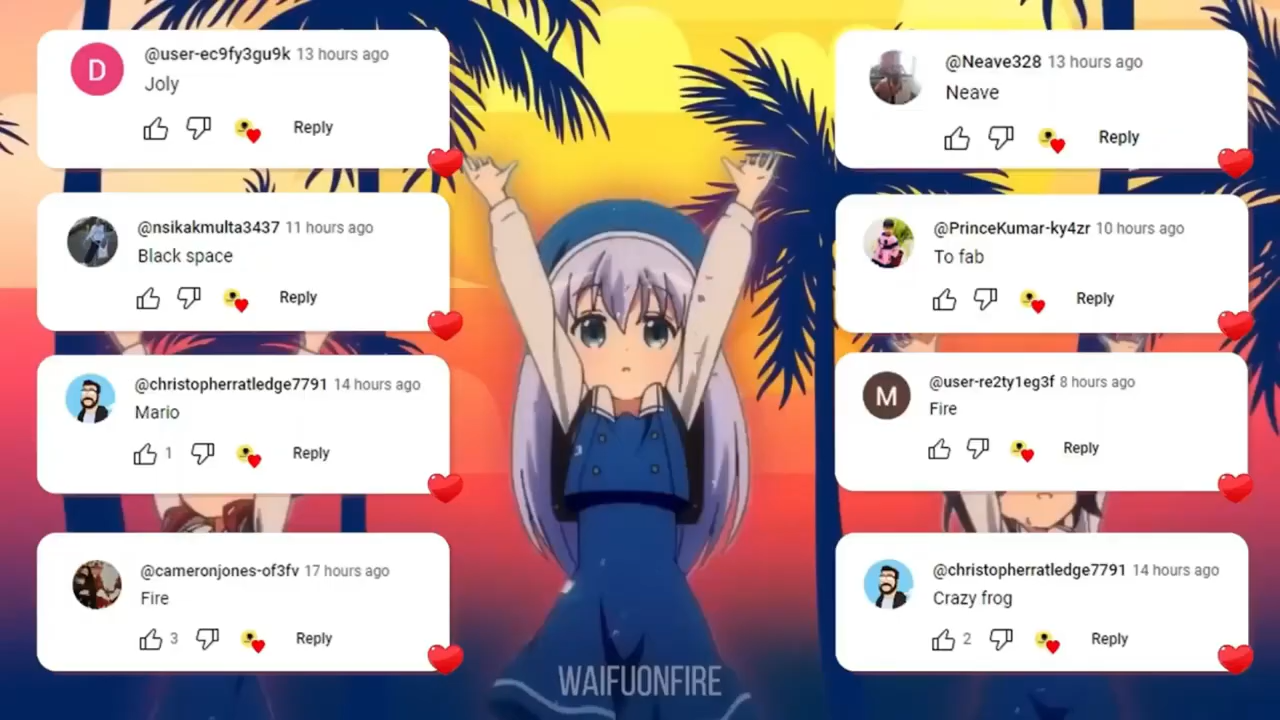 D
@user-ec9fy3gu9k 13 hours ago
Joly
Reply
@nsikakmulta3437 11 hours ago
Black space
Reply
@christopherratledge7791 14 hours ago
Mario
1
Reply
@cameronjones-of3fv 17 hours ago
Fire
3
Reply
@Neave328 13 hours ago
Neave
Reply
@PrinceKumar-ky4zr 10 hours ago
To fab
Reply
M
@user-re2ty1eg3f 8 hours ago
Fire
Reply
@christopherratledge7791 14 hours ago
Crazy frog
2
Reply
WAIFUONFIRE